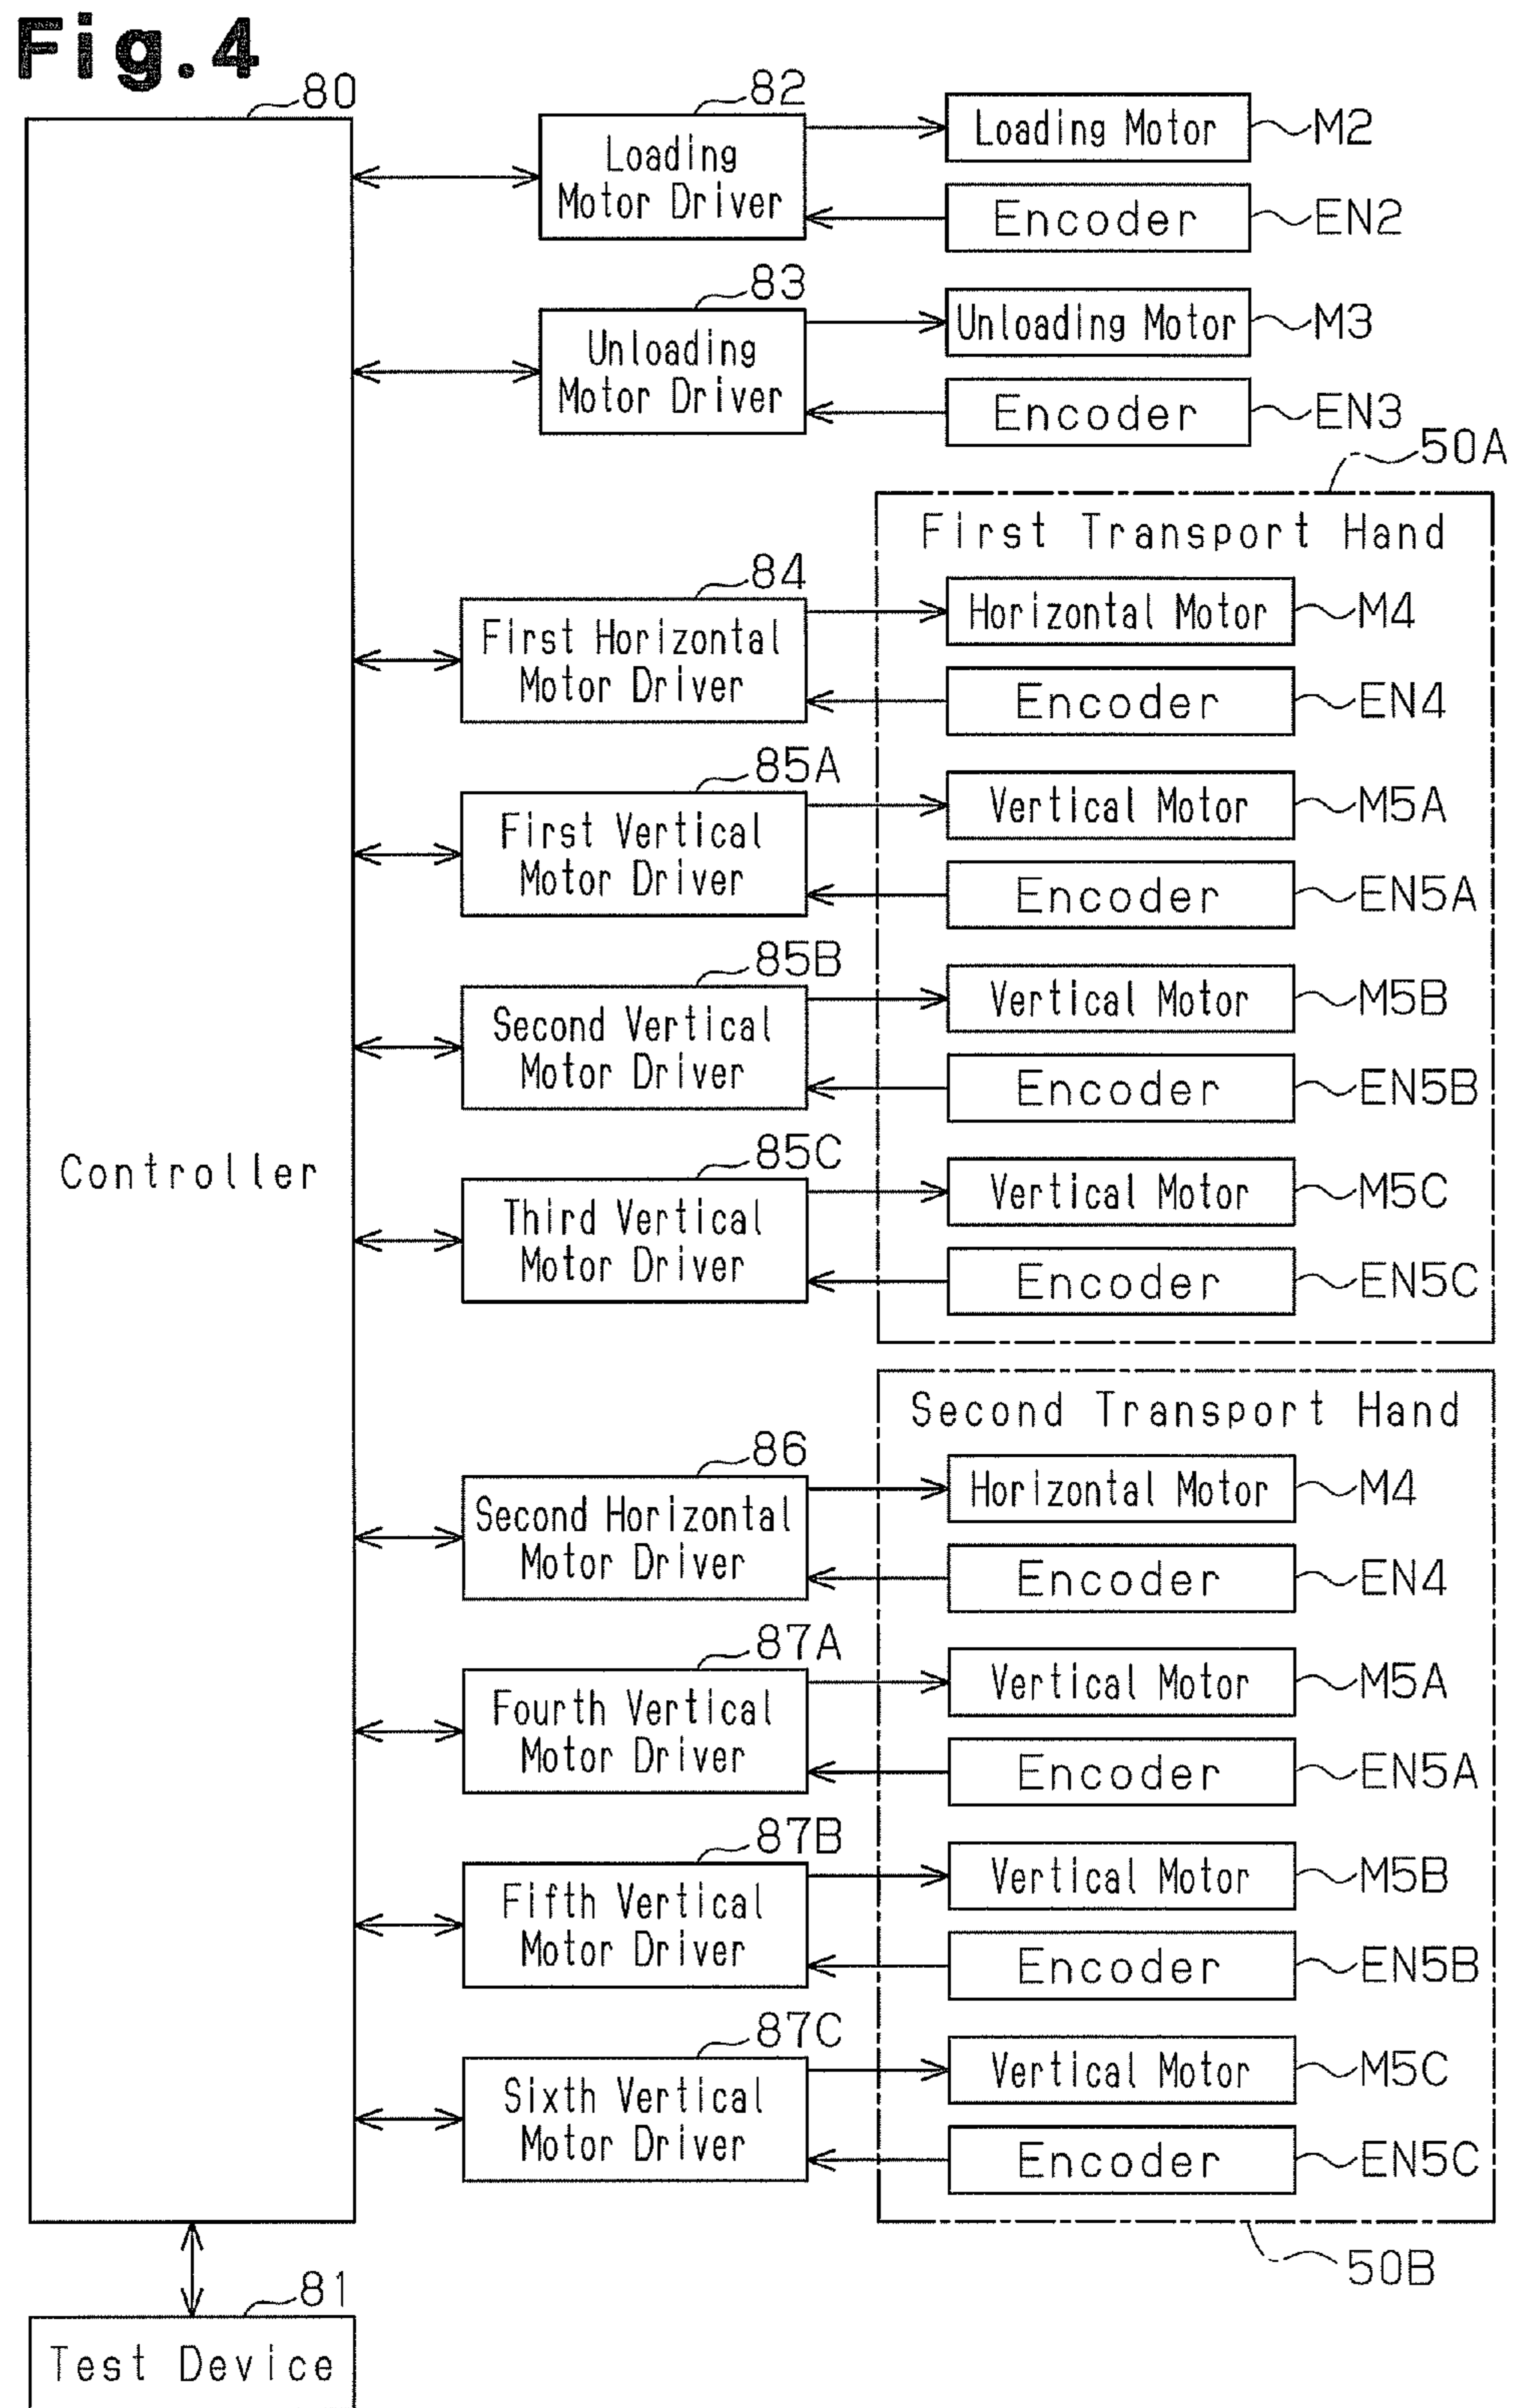 Fig.4
80
Controller
82
Loading
Motor Driver
Loading Motor
M2
Encoder
EN2
83
Unloading
Motor Driver
Unloading Motor
M3
Encoder
EN3
50A
First Transport Hand
84
First Horizontal
Motor Driver
Horizontal Motor
M4
Encoder
EN4
85A
First Vertical
Motor Driver
Vertical Motor
M5A
Encoder
EN5A
85B
Second Vertical
Motor Driver
Vertical Motor
M5B
Encoder
EN5B
85C
Third Vertical
Motor Driver
Vertical Motor
M5C
Encoder
EN5C
Second Transport Hand
86
Second Horizontal
Motor Driver
Horizontal Motor
M4
Encoder
EN4
87A
Fourth Vertical
Motor Driver
Vertical Motor
M5A
Encoder
EN5A
87B
Fifth Vertical
Motor Driver
Vertical Motor
M5B
Encoder
EN5B
87C
Sixth Vertical
Motor Driver
Vertical Motor
M5C
Encoder
EN5C
50B
81
Test Device